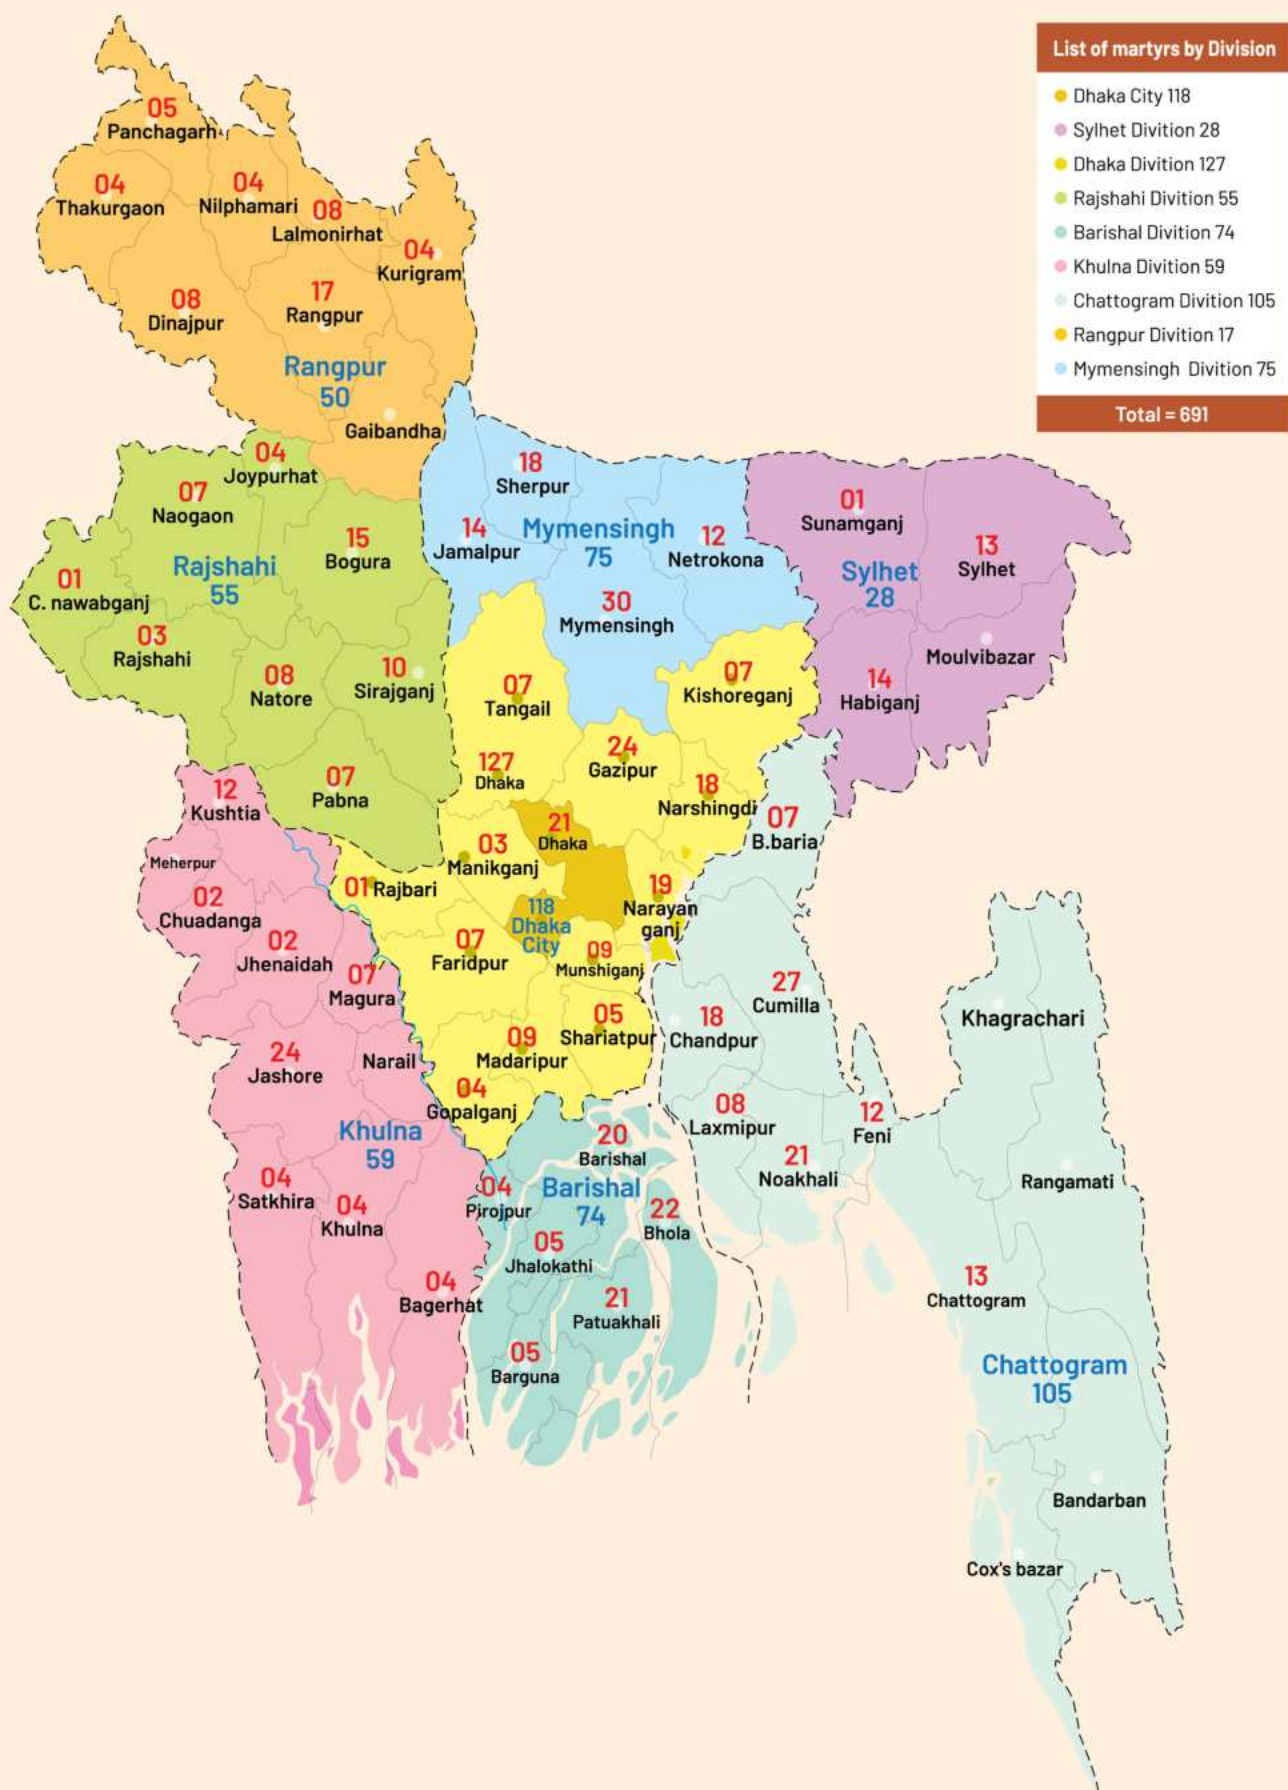 List of martyrs by Division
Dhaka City 118
Sylhet Divition 28
Dhaka Division 127
Rajshahi Divition 55
Barishal Divition 74
Khulna Divition 59
Chattogram Divition 105
Rangpur Divition 17
Mymensingh Divition 75
Total = 691
05
Panchagarh
04
Thakurgaon
04
Nilphamari
08
Lalmonirhat
04
Kurigram
08
Dinajpur
17
Rangpur
Rangpur
50
Gaibandha
04
Joypurhat
07
Naogaon
15
Bogura
Rajshahi
55
01
C. nawabganj
03
Rajshahi
08
Natore
10
Sirajganj
07
Pabna
18
Sherpur
14
Jamalpur
Mymensingh
75
12
Netrokona
30
Mymensingh
01
Sunamganj
13
Sylhet
Sylhet
28
Moulvibazar
14
Habiganj
07
Tangail
07
Kishoreganj
127
Dhaka
24
Gazipur
18
Narshingdi
21
Dhaka
03
Manikganj
01 Rajbari
118
Dhaka
City
19
Narayan
ganj
07
Faridpur
09
Munshiganj
05
Shariatpur
09
Madaripur
04
Gopalganj
12
Kushtia
Meherpur
02
Chuadanga
02
Jhenaidah
07
Magura
24
Jashore
Narail
Khulna
59
04
Satkhira
04
Khulna
04
Bagerhat
20
Barishal
04
Pirojpur
Barishal
74
22
Bhola
05
Jhalokathi
21
Patuakhali
05
Barguna
07
B.baria
27
Cumilla
18
Chandpur
08
Laxmipur
21
Noakhali
12
Feni
Khagrachari
Rangamati
13
Chattogram
Chattogram
105
Bandarban
Cox's bazar